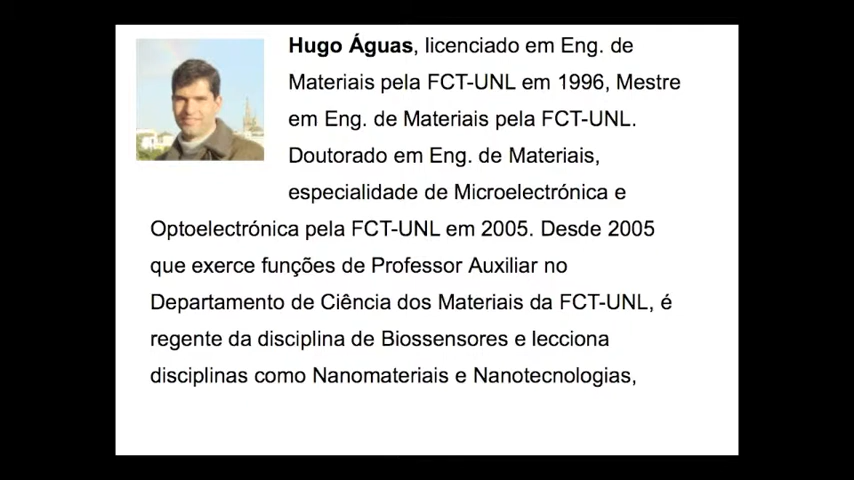 Hugo Águas, licenciado em Eng. de
Materiais pela FCT-UNL em 1996, Mestre
em Eng. de Materiais pela FCT-UNL.
Doutorado em Eng. de Materiais,
especialidade de Microelectrónica e
Optoelectrónica pela FCT-UNL em 2005. Desde 2005
que exerce funções de Professor Auxiliar no
Departamento de Ciência dos Materiais da FCT-UNL, é
regente da disciplina de Biossensores e lecciona
disciplinas como Nanomateriais e Nanotecnologias,